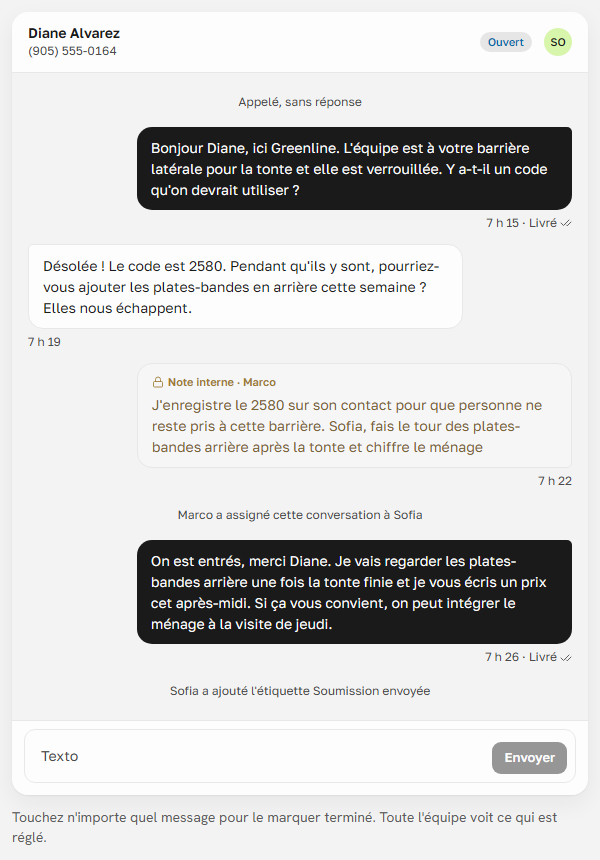 Diane Alvarez
(905) 555-0164
Ouvert
SO
Appelé, sans réponse
Bonjour Diane, ici Greenline. L'équipe est à votre barrière
latérale pour la tonte et elle est verrouillée. Y a-t-il un code
qu'on devrait utiliser ?
7 h 15 · Livré
Désolée ! Le code est 2580. Pendant qu'ils y sont, pourriez-
vous ajouter les plates-bandes en arrière cette semaine ?
Elles nous échappent.
7 h 19
Note interne · Marco
J'enregistre le 2580 sur son contact pour que personne ne
reste pris à cette barrière. Sofia, fais le tour des plates-
bandes arrière après la tonte et chiffre le ménage
7 h 22
Marco a assigné cette conversation à Sofia
On est entrés, merci Diane. Je vais regarder les plates-
bandes arrière une fois la tonte finie et je vous écris un prix
cet après-midi. Si ça vous convient, on peut intégrer le
ménage à la visite de jeudi.
7 h 26 · Livré
Sofia a ajouté l'étiquette Soumission envoyée
Texto
Envoyer
Touchez n'importe quel message pour le marquer terminé. Toute l'équipe voit ce qui est
réglé.